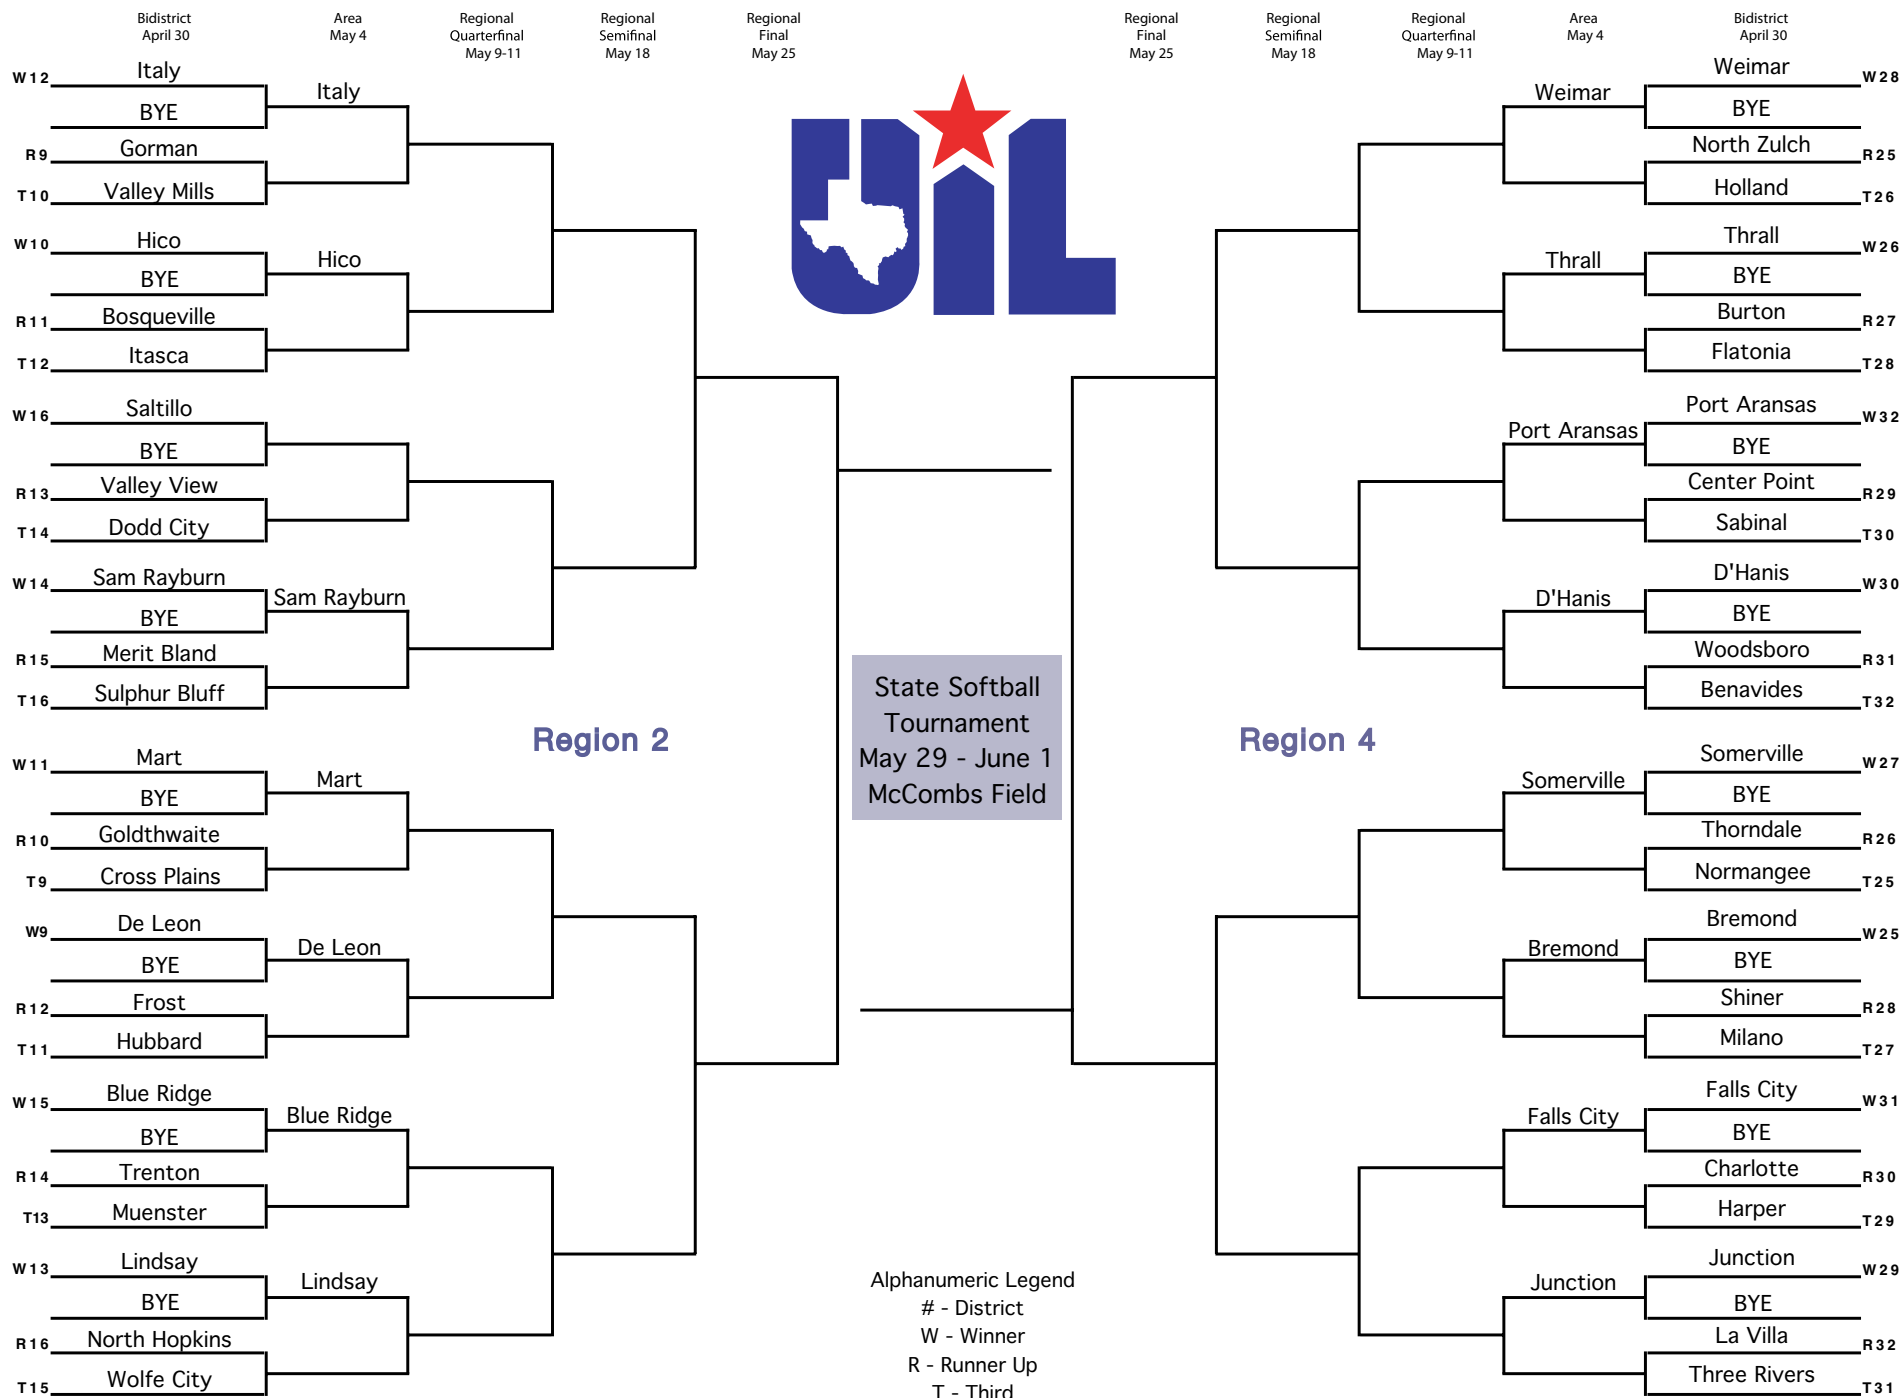 Bidistrict
April 30
Area
May 4
Regional
Quarterfinal
May 9-11
Regional
Semifinal
May 18
Regional
Final
May 25
Regional
Final
May 25
Regional
Semifinal
May 18
Regional
Quarterfinal
May 9-11
Area
May 4
Bidistrict
April 30
W12 Italy
BYE
Italy
R9 Gorman
T10 Valley Mills
W10 Hico
BYE
Hico
R11 Bosqueville
T12 Itasca
W16 Saltillo
BYE
R13 Valley View
T14 Dodd City
W14 Sam Rayburn
BYE
Sam Rayburn
R15 Merit Bland
T16 Sulphur Bluff
Region 2
W11 Mart
BYE
Mart
R10 Goldthwaite
T9 Cross Plains
W9 De Leon
BYE
De Leon
R12 Frost
T11 Hubbard
W15 Blue Ridge
BYE
Blue Ridge
R14 Trenton
T13 Muenster
W13 Lindsay
BYE
Lindsay
R16 North Hopkins
T15 Wolfe City
UIL
State Softball
Tournament
May 29 - June 1
McCombs Field
Alphanumeric Legend
# - District
W - Winner
R - Runner Up
T - Third
Weimar W28
BYE
Weimar
North Zulch R25
Holland T26
Thrall W26
BYE
Thrall
Burton R27
Flatonia T28
Port Aransas W32
BYE
Port Aransas
Center Point R29
Sabinal T30
D'Hanis W30
BYE
D'Hanis
Woodsboro R31
Benavides T32
Region 4
Somerville W27
BYE
Somerville
Thorndale R26
Normangee T25
Bremond W25
BYE
Bremond
Shiner R28
Milano T27
Falls City W31
BYE
Falls City
Charlotte R30
Harper T29
Junction W29
BYE
Junction
La Villa R32
Three Rivers T31